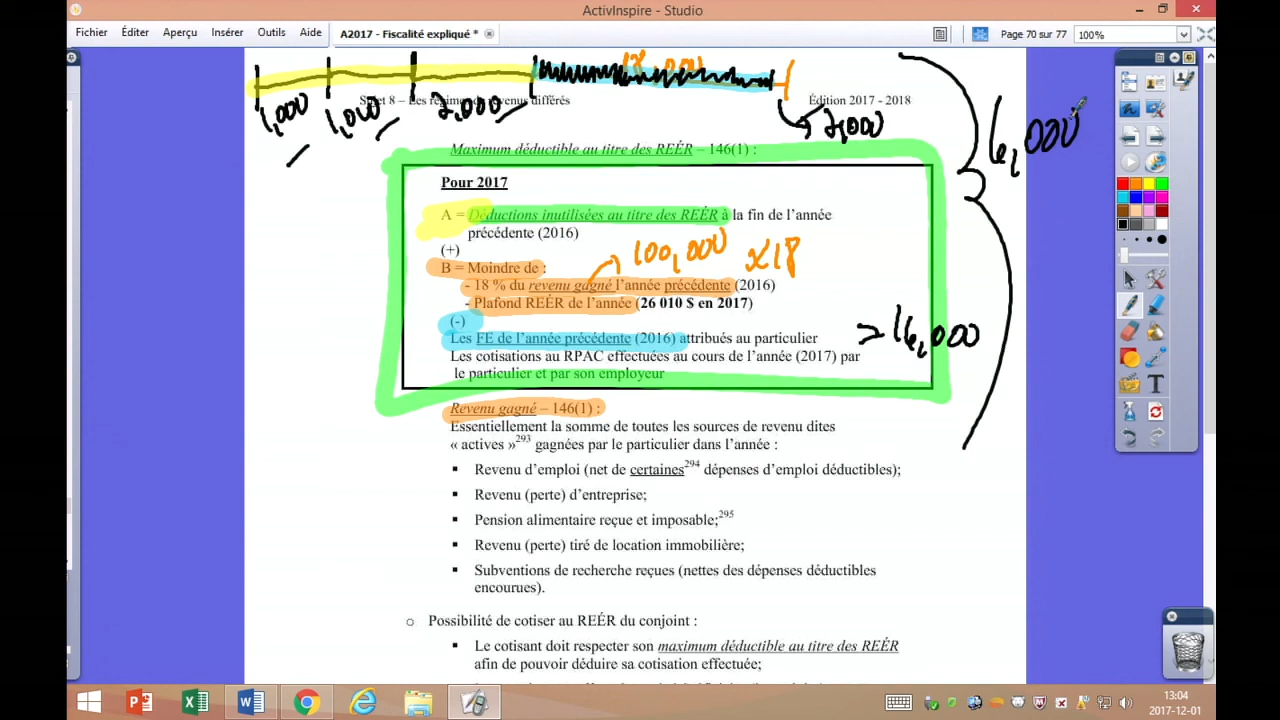 ActivInspire - Studio
Fichier Éditer Aperçu Insérer Outils Aide A2017 - Fiscalité expliqué * Page 70 sur 77 100%
18,000
1,000 1,000 2,000 2,000 6,000
Sujet 8 – Les régimes de revenus différés Édition 2017 - 2018
Maximum déductible au titre des REÉR – 146(1) :
Pour 2017
A = Déductions inutilisées au titre des REÉR à la fin de l’année
précédente (2016)
(+)
100,000 x18
B = Moindre de :
- 18 % du revenu gagné l’année précédente (2016)
- Plafond REÉR de l’année (26 010 $ en 2017)
(-)
Les FE de l’année précédente (2016) attribués au particulier
16,000
Les cotisations au RPAC effectuées au cours de l’année (2017) par
le particulier et par son employeur
Revenu gagné – 146(1) :
Essentiellement la somme de toutes les sources de revenu dites
« actives »293 gagnées par le particulier dans l’année :
▪ Revenu d’emploi (net de certaines294 dépenses d’emploi déductibles);
▪ Revenu (perte) d’entreprise;
▪ Pension alimentaire reçue et imposable;295
▪ Revenu (perte) tiré de location immobilière;
▪ Subventions de recherche reçues (nettes des dépenses déductibles
encourues).
o Possibilité de cotiser au REÉR du conjoint :
▪ Le cotisant doit respecter son maximum déductible au titre des REÉR
afin de pouvoir déduire sa cotisation effectuée;
13:04
2017-12-01